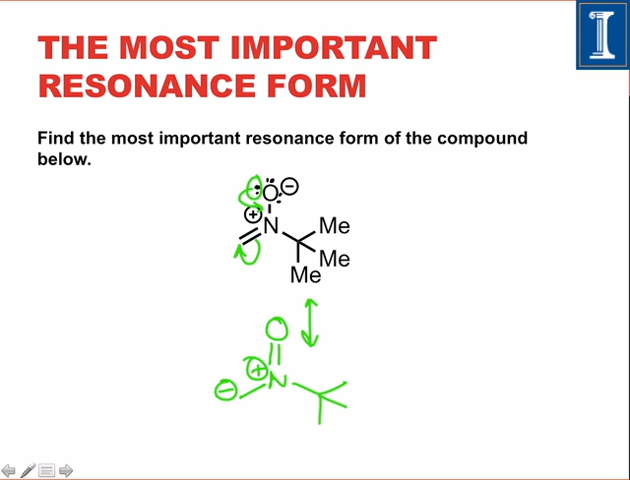 THE MOST IMPORTANT
RESONANCE FORM
I
Find the most important resonance form of the compound
below.
O −
+
N
Me
Me
Me
O
+
− N